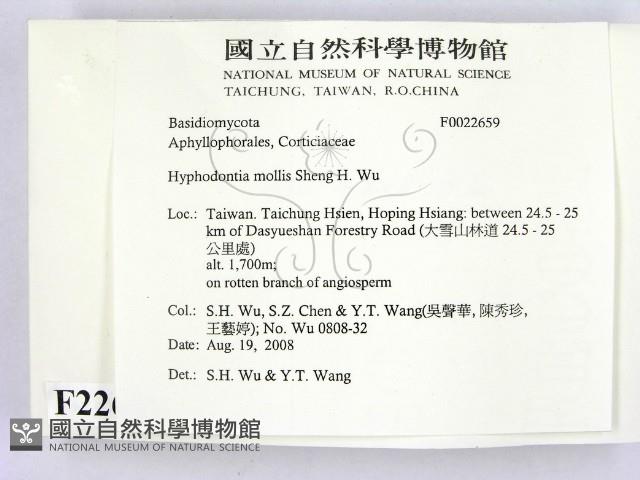 國立自然科學博物館
NATIONAL MUSEUM OF NATURAL SCIENCE
TAICHUNG, TAIWAN, R.O.CHINA
Basidiomycota F0022659
Aphyllophorales, Corticiaceae
Hyphodontia mollis Sheng H. Wu
Loc.: Taiwan. Taichung Hsien, Hoping Hsiang: between 24.5 - 25
km of Dasyueshan Forestry Road (大雪山林道 24.5 - 25
公里處)
alt. 1,700m;
on rotten branch of angiosperm
Col.: S.H. Wu, S.Z. Chen & Y.T. Wang(吳聲華, 陳秀珍,
王藝婷); No. Wu 0808-32
Date: Aug. 19, 2008
Det.: S.H. Wu & Y.T. Wang
F226
國立自然科學博物館
NATIONAL MUSEUM OF NATURAL SCIENCE